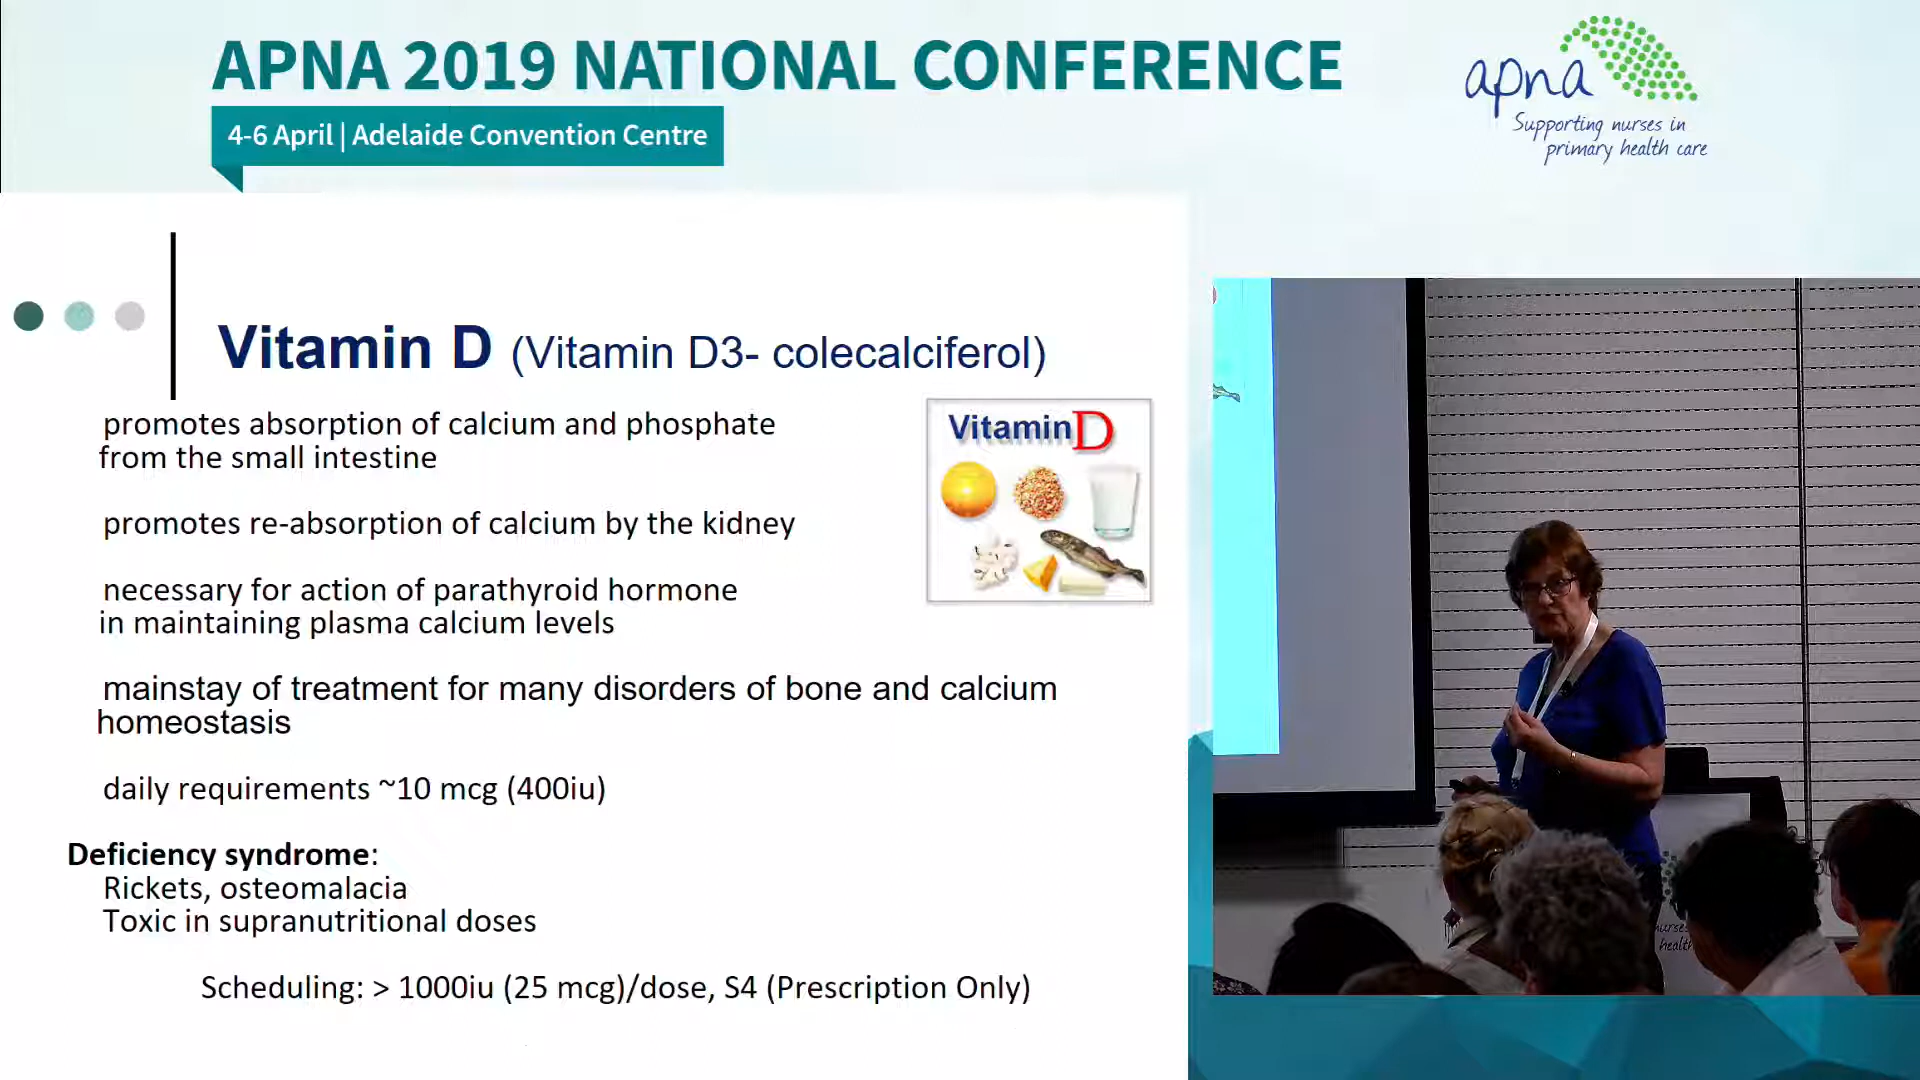 APNA 2019 NATIONAL CONFERENCE
4-6 April | Adelaide Convention Centre
apna
Supporting nurses in
primary health care
Vitamin D (Vitamin D3- colecalciferol)
promotes absorption of calcium and phosphate
from the small intestine
promotes re-absorption of calcium by the kidney
necessary for action of parathyroid hormone
in maintaining plasma calcium levels
mainstay of treatment for many disorders of bone and calcium
homeostasis
daily requirements ~10 mcg (400iu)
Deficiency syndrome:
Rickets, osteomalacia
Toxic in supranutritional doses
Scheduling: > 1000iu (25 mcg)/dose, S4 (Prescription Only)
Vitamin D
health